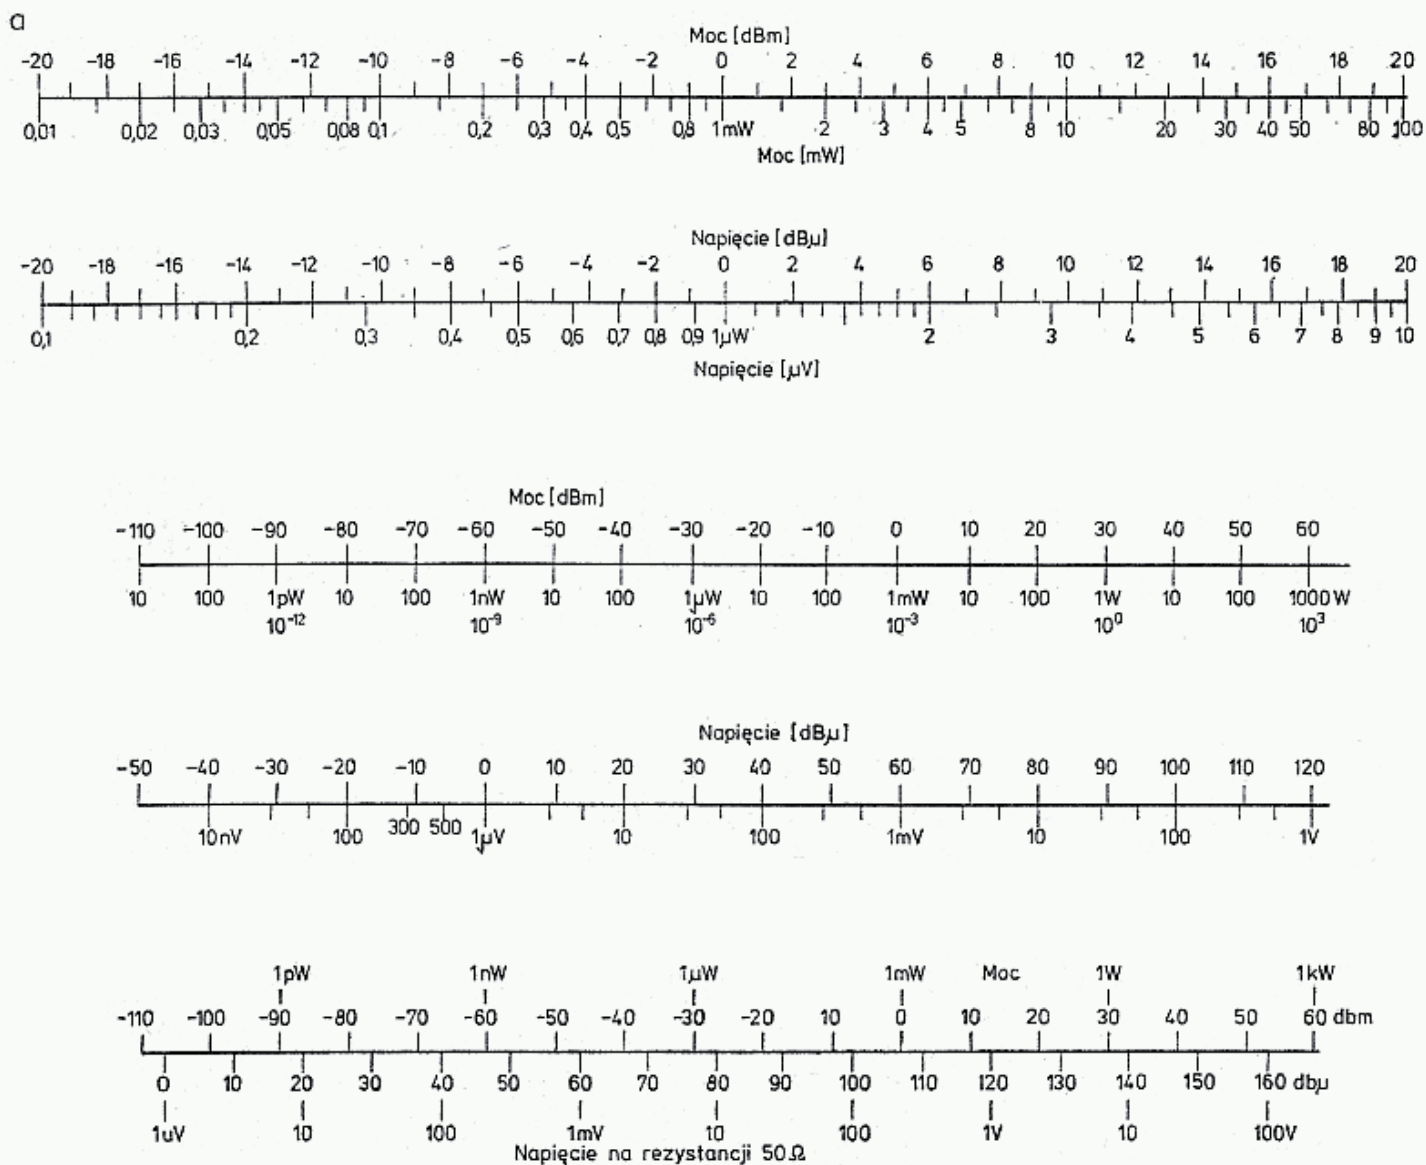 a
Moc [dBm]
-20 -18 -16 -14 -12 -10 -8 -6 -4 -2 0 2 4 6 8 10 12 14 16 18 20
0,01 0,02 0,03 0,05 0,08 0,1 0,2 0,3 0,4 0,5 0,8 1mW 2 3 4 5 8 10 20 30 40 50 80 100
Moc [mW]
Napięcie [dBµ]
-20 -18 -16 -14 -12 -10 -8 -6 -4 -2 0 2 4 6 8 10 12 14 16 18 20
0,1 0,2 0,3 0,4 0,5 0,6 0,7 0,8 0,9 1µW 2 3 4 5 6 7 8 9 10
Napięcie [µV]
Moc [dBm]
-110 -100 -90 -80 -70 -60 -50 -40 -30 -20 -10 0 10 20 30 40 50 60
10 100 1pW 10 100 1nW 10 100 1µW 10 100 1mW 10 100 1W 10 100 1000 W
10⁻¹² 10⁻⁹ 10⁻⁶ 10⁻³ 10⁰ 10³
Napięcie [dBµ]
-50 -40 -30 -20 -10 0 10 20 30 40 50 60 70 80 90 100 110 120
10nV 100 300 500 1µV 10 100 1mV 10 100 1V
1pW 1nW 1µW 1mW Moc 1W 1kW
-110 -100 -90 -80 -70 -60 -50 -40 -30 -20 10 0 10 20 30 40 50 60 dbm
0 10 20 30 40 50 60 70 80 90 100 110 120 130 140 150 160 dbµ
1uV 10 100 1mV 10 100 1V 10 100V
Napięcie na rezystancji 50Ω